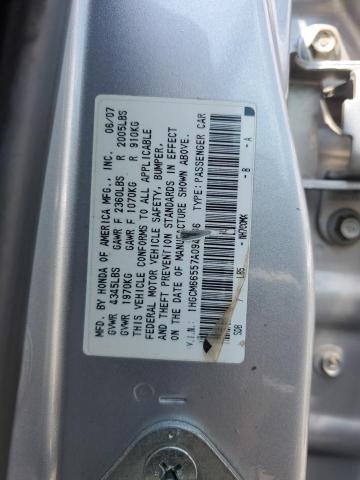 MFD. BY HONDA OF AMERICA MFG., INC. 06/07
GVWR 4345LBS GAWR F 2360LBS R 2005LBS
GVWR 1970KG GAWR F 1070KG R 910KG
THIS VEHICLE CONFORMS TO ALL APPLICABLE
FEDERAL MOTOR VEHICLE SAFETY, BUMPER,
AND THEFT PREVENTION STANDARDS IN EFFECT
ON THE DATE OF MANUFACTURE SHOWN ABOVE.
V.I.N.: TYPE: PASSENGER CAR
SDB - NH700MX - B - A